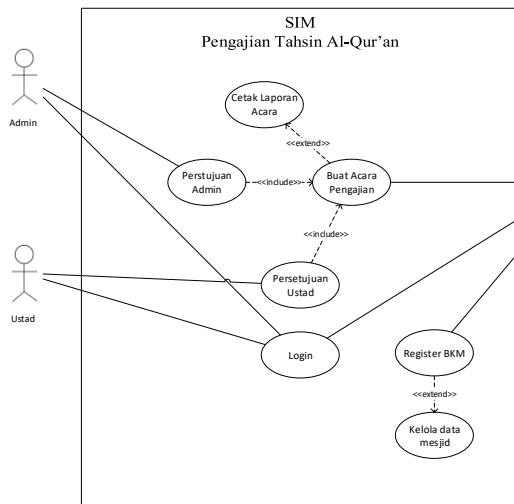 SIM
Pengajian Tahsin Al-Qur'an
Admin
Cetak Laporan
Acara
<<extend>>
Perstujuan
Admin
<<include>>
Buat Acara
Pengajian
<<include>>
Persetujuan
Ustad
Ustad
Login
Register BKM
<<extend>>
Kelola data
mesjid